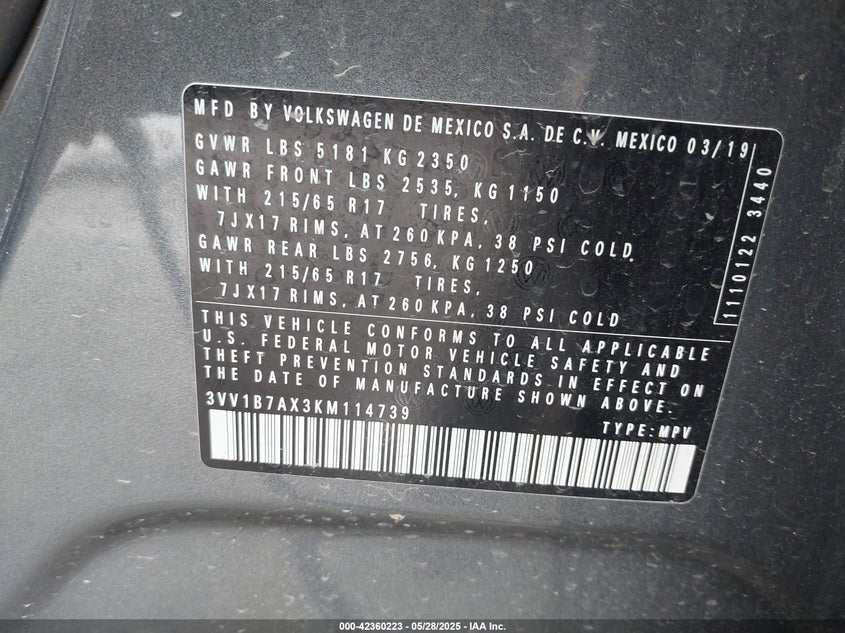 MFD BY VOLKSWAGEN DE MEXICO S.A. DE C.V. MEXICO 03/19
GVWR LBS 5181 KG 2350
GAWR FRONT LBS 2535, KG 1150
WITH 215/65 R17 TIRES,
7JX17 RIMS, AT 260 KPA, 38 PSI COLD.
GAWR REAR LBS 2756, KG 1250
WITH 215/65 R17 TIRES,
7JX17 RIMS, AT 260 KPA, 38 PSI COLD
1110122 3440
THIS VEHICLE CONFORMS TO ALL APPLICABLE
U.S. FEDERAL MOTOR VEHICLE SAFETY AND
THEFT PREVENTION STANDARDS IN EFFECT ON
THE DATE OF MANUFACTURE SHOWN ABOVE.
3VV1B7AX3KM114739
TYPE: MPV
000-42360223 - 05/28/2025 - IAA Inc.